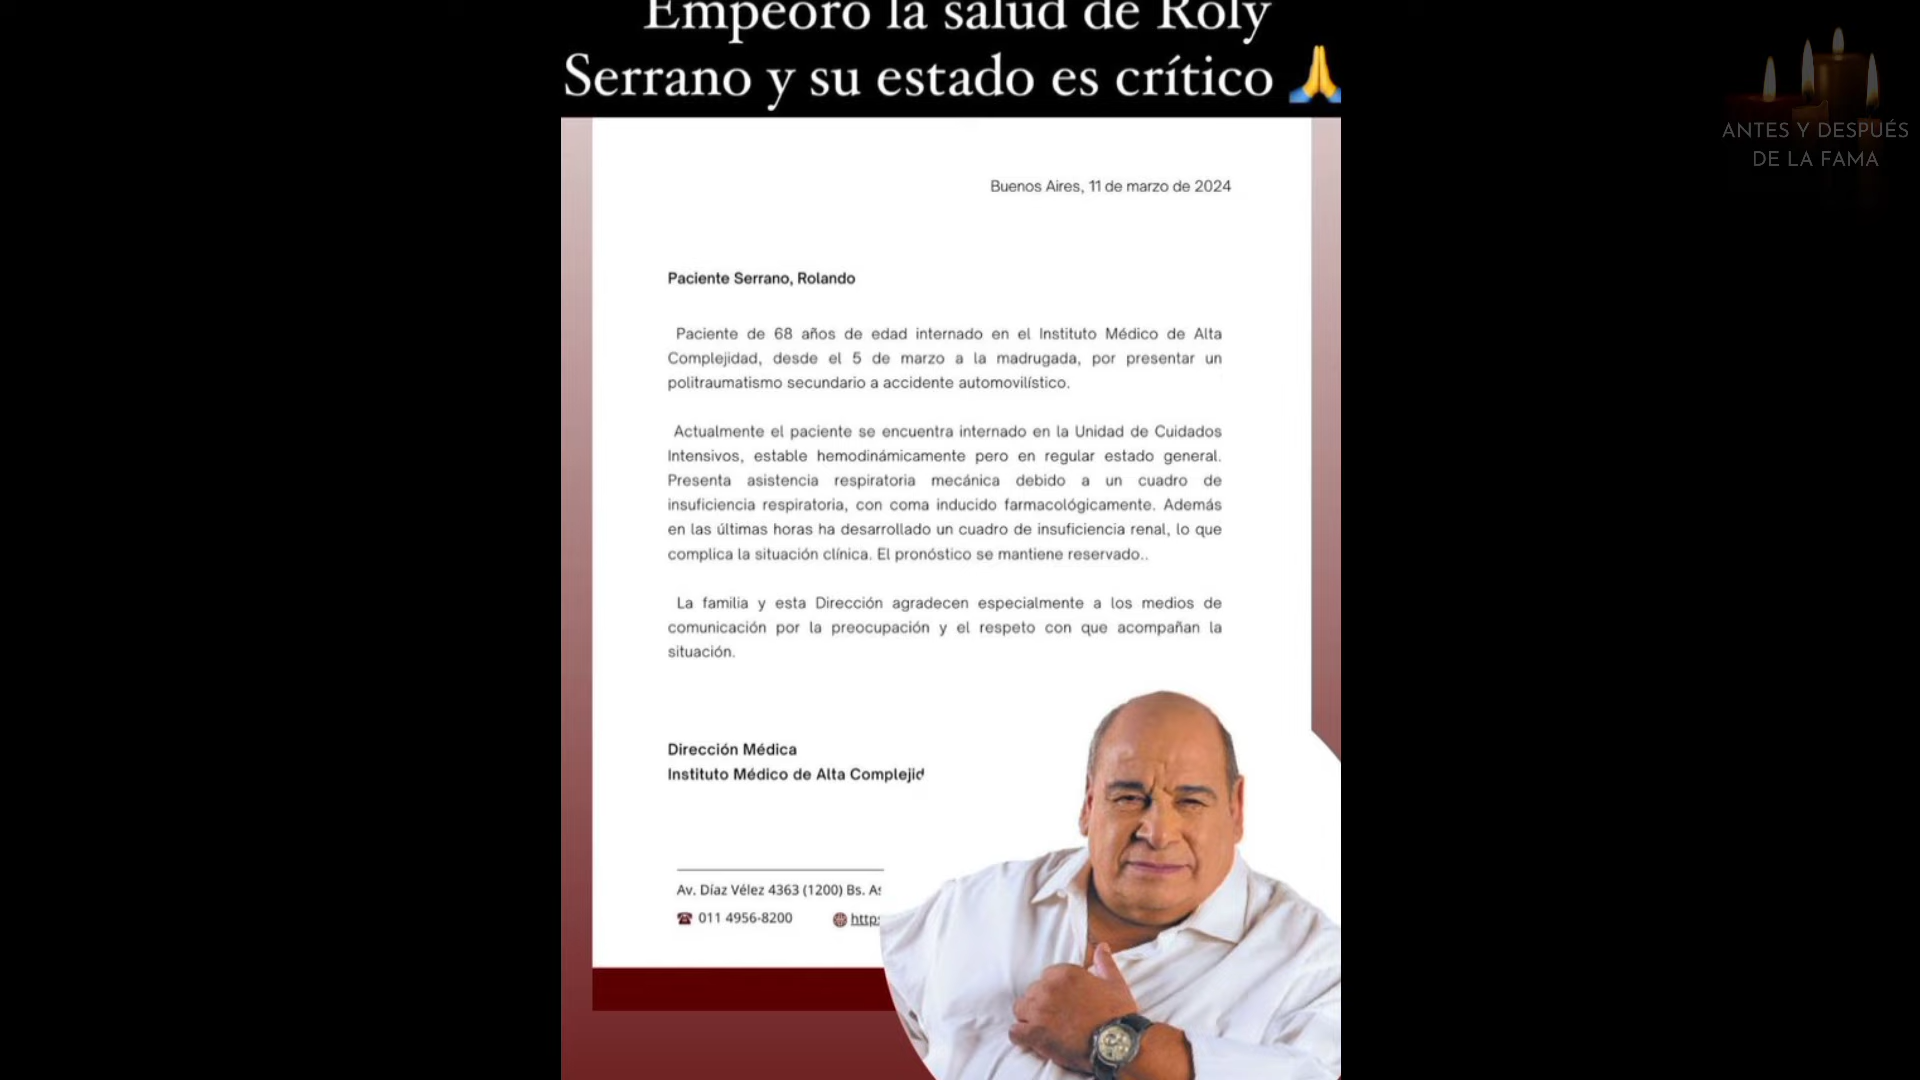 Empeoró la salud de Roly
Serrano y su estado es crítico 🙏
ANTES Y DESPUÉS
DE LA FAMA
Buenos Aires, 11 de marzo de 2024
Paciente Serrano, Rolando
Paciente de 68 años de edad internado en el Instituto Médico de Alta
Complejidad, desde el 5 de marzo a la madrugada, por presentar un
politraumatismo secundario a accidente automovilístico.
Actualmente el paciente se encuentra internado en la Unidad de Cuidados
Intensivos, estable hemodinámicamente pero en regular estado general.
Presenta asistencia respiratoria mecánica debido a un cuadro de
insuficiencia respiratoria, con coma inducido farmacológicamente. Además
en las últimas horas ha desarrollado un cuadro de insuficiencia renal, lo que
complica la situación clínica. El pronóstico se mantiene reservado..
La familia y esta Dirección agradecen especialmente a los medios de
comunicación por la preocupación y el respeto con que acompañan la
situación.
Dirección Médica
Instituto Médico de Alta Complejid
Av. Díaz Vélez 4363 (1200) Bs. As
☎ 011 4956-8200 http: